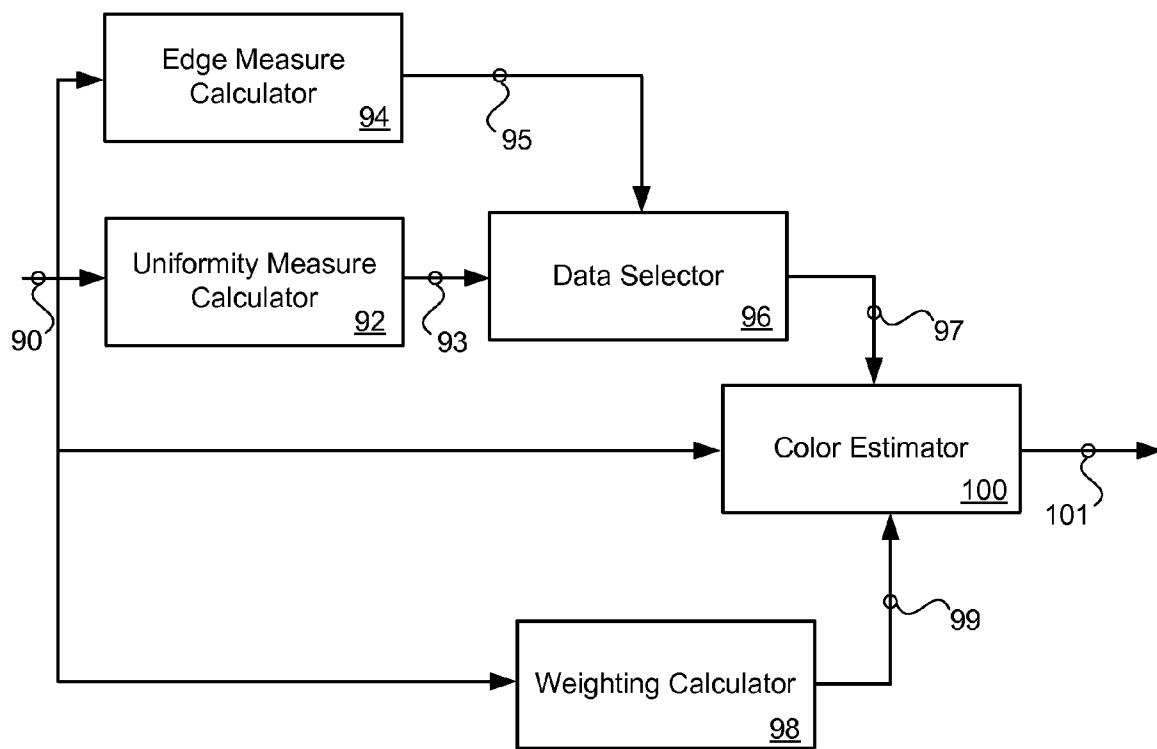 Edge Measure
Calculator
94
95
Uniformity Measure
Calculator
92
90
93
Data Selector
96
97
Color Estimator
100
101
99
Weighting Calculator
98